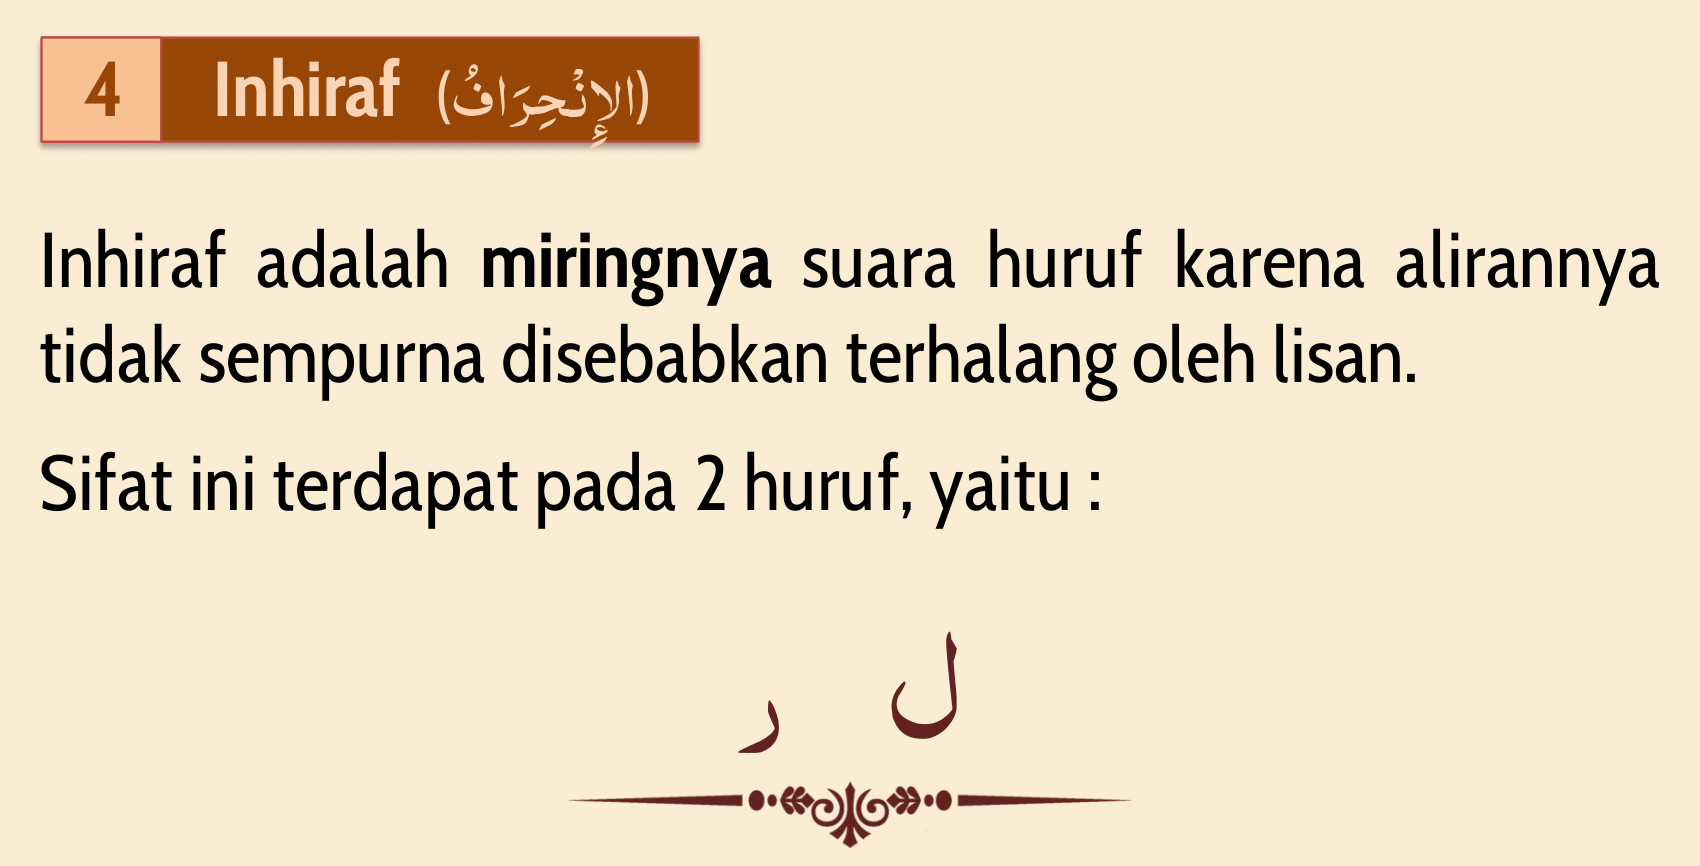 4 Inhiraf (الإِنْحِرَافُ)
Inhiraf adalah miringnya suara huruf karena alirannya
tidak sempurna disebabkan terhalang oleh lisan.
Sifat ini terdapat pada 2 huruf, yaitu :
ل ر